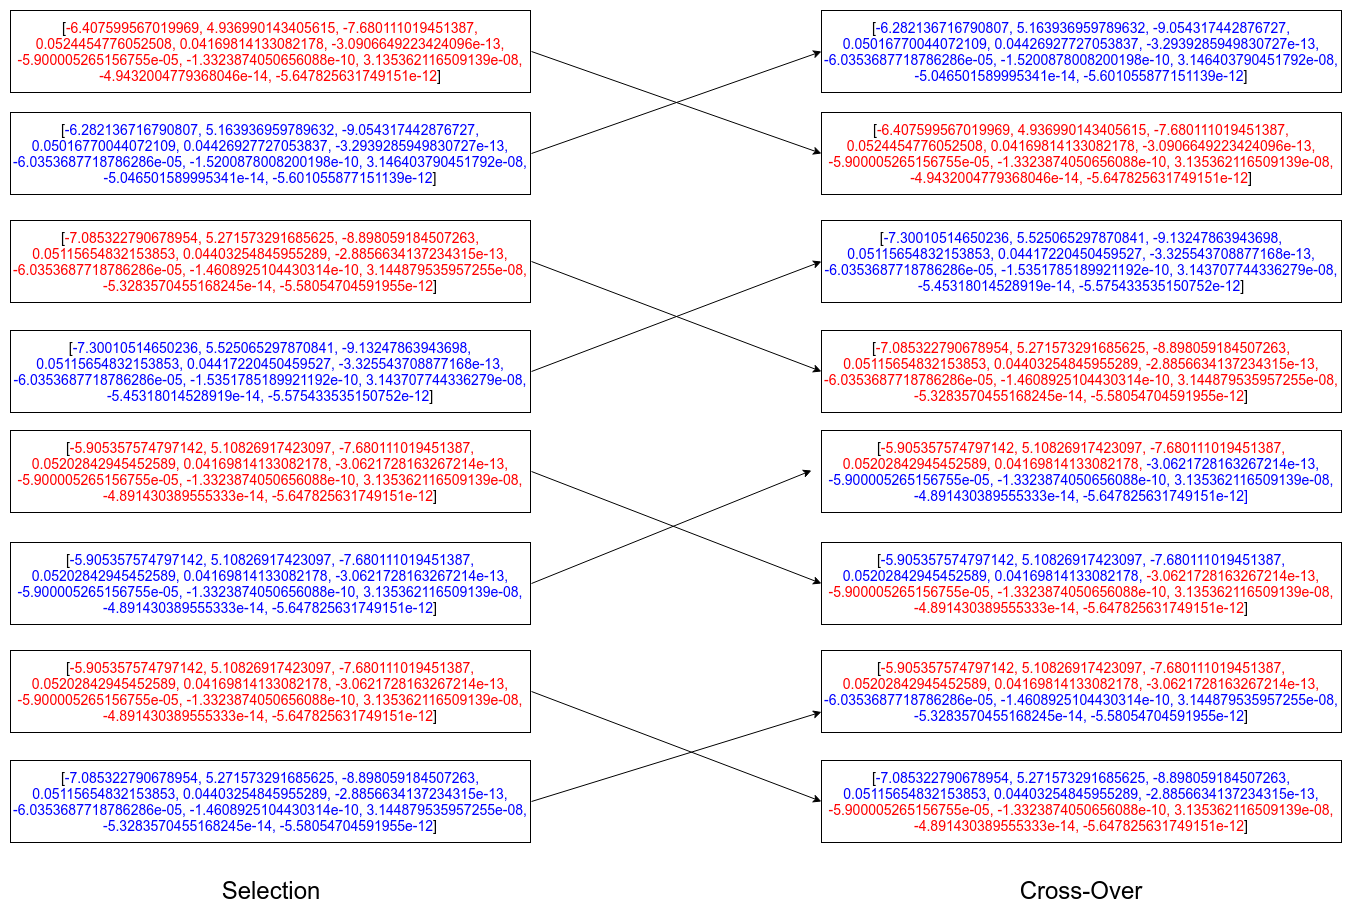 [-6.407599567019969, 4.936990143405615, -7.680111019451387,
0.0524454776052508, 0.04169814133082178, -3.0906649223424096e-13,
-5.900005265156755e-05, -1.3323874050656088e-10, 3.135362116509139e-08,
-4.9432004779368046e-14, -5.647825631749151e-12]
[-6.282136716790807, 5.163936959789632, -9.054317442876727,
0.05016770044072109, 0.04426927727053837, -3.2939285949830727e-13,
-6.0353687718786286e-05, -1.5200878008200198e-10, 3.146403790451792e-08,
-5.046501589995341e-14, -5.601055877151139e-12]
[-7.085322790678954, 5.271573291685625, -8.898059184507263,
0.05115654832153853, 0.04403254845955289, -2.8856634137234315e-13,
-6.0353687718786286e-05, -1.4608925104430314e-10, 3.144879535957255e-08,
-5.3283570455168245e-14, -5.58054704591955e-12]
[-7.30010514650236, 5.525065297870841, -9.13247863943698,
0.05115654832153853, 0.04417220450459527, -3.325543708877168e-13,
-6.0353687718786286e-05, -1.5351785189921192e-10, 3.143707744336279e-08,
-5.45318014528919e-14, -5.575433535150752e-12]
[-5.905357574797142, 5.10826917423097, -7.680111019451387,
0.05202842945452589, 0.04169814133082178, -3.0621728163267214e-13,
-5.900005265156755e-05, -1.3323874050656088e-10, 3.135362116509139e-08,
-4.891430389555333e-14, -5.647825631749151e-12]
[-5.905357574797142, 5.10826917423097, -7.680111019451387,
0.05202842945452589, 0.04169814133082178, -3.0621728163267214e-13,
-5.900005265156755e-05, -1.3323874050656088e-10, 3.135362116509139e-08,
-4.891430389555333e-14, -5.647825631749151e-12]
[-5.905357574797142, 5.10826917423097, -7.680111019451387,
0.05202842945452589, 0.04169814133082178, -3.0621728163267214e-13,
-5.900005265156755e-05, -1.3323874050656088e-10, 3.135362116509139e-08,
-4.891430389555333e-14, -5.647825631749151e-12]
[-7.085322790678954, 5.271573291685625, -8.898059184507263,
0.05115654832153853, 0.04403254845955289, -2.8856634137234315e-13,
-6.0353687718786286e-05, -1.4608925104430314e-10, 3.144879535957255e-08,
-5.3283570455168245e-14, -5.58054704591955e-12]
Selection
[-6.282136716790807, 5.163936959789632, -9.054317442876727,
0.05016770044072109, 0.04426927727053837, -3.2939285949830727e-13,
-6.0353687718786286e-05, -1.5200878008200198e-10, 3.146403790451792e-08,
-5.046501589995341e-14, -5.601055877151139e-12]
[-6.407599567019969, 4.936990143405615, -7.680111019451387,
0.0524454776052508, 0.04169814133082178, -3.0906649223424096e-13,
-5.900005265156755e-05, -1.3323874050656088e-10, 3.135362116509139e-08,
-4.9432004779368046e-14, -5.647825631749151e-12]
[-7.30010514650236, 5.525065297870841, -9.13247863943698,
0.05115654832153853, 0.04417220450459527, -3.325543708877168e-13,
-6.0353687718786286e-05, -1.5351785189921192e-10, 3.143707744336279e-08,
-5.45318014528919e-14, -5.575433535150752e-12]
[-7.085322790678954, 5.271573291685625, -8.898059184507263,
0.05115654832153853, 0.04403254845955289, -2.8856634137234315e-13,
-6.0353687718786286e-05, -1.4608925104430314e-10, 3.144879535957255e-08,
-5.3283570455168245e-14, -5.58054704591955e-12]
[-5.905357574797142, 5.10826917423097, -7.680111019451387,
0.05202842945452589, 0.04169814133082178, -3.0621728163267214e-13,
-5.900005265156755e-05, -1.3323874050656088e-10, 3.135362116509139e-08,
-4.891430389555333e-14, -5.647825631749151e-12]
[-5.905357574797142, 5.10826917423097, -7.680111019451387,
0.05202842945452589, 0.04169814133082178, -3.0621728163267214e-13,
-5.900005265156755e-05, -1.3323874050656088e-10, 3.135362116509139e-08,
-4.891430389555333e-14, -5.647825631749151e-12]
[-5.905357574797142, 5.10826917423097, -7.680111019451387,
0.05202842945452589, 0.04169814133082178, -3.0621728163267214e-13,
-6.0353687718786286e-05, -1.4608925104430314e-10, 3.144879535957255e-08,
-5.3283570455168245e-14, -5.58054704591955e-12]
[-7.085322790678954, 5.271573291685625, -8.898059184507263,
0.05115654832153853, 0.04403254845955289, -2.8856634137234315e-13,
-5.900005265156755e-05, -1.3323874050656088e-10, 3.135362116509139e-08,
-4.891430389555333e-14, -5.647825631749151e-12]
Cross-Over